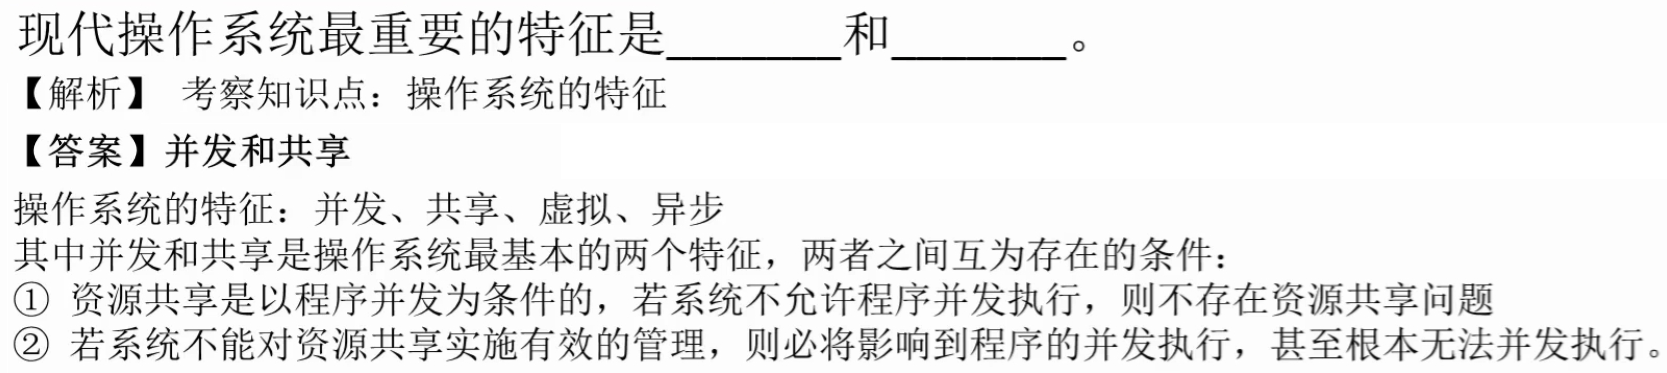 现代操作系统最重要的特征是_______和_______。
【解析】 考察知识点：操作系统的特征
【答案】并发和共享
操作系统的特征：并发、共享、虚拟、异步
其中并发和共享是操作系统最基本的两个特征，两者之间互为存在的条件：
① 资源共享是以程序并发为条件的，若系统不允许程序并发执行，则不存在资源共享问题
② 若系统不能对资源共享实施有效的管理，则必将影响到程序的并发执行，甚至根本无法并发执行。